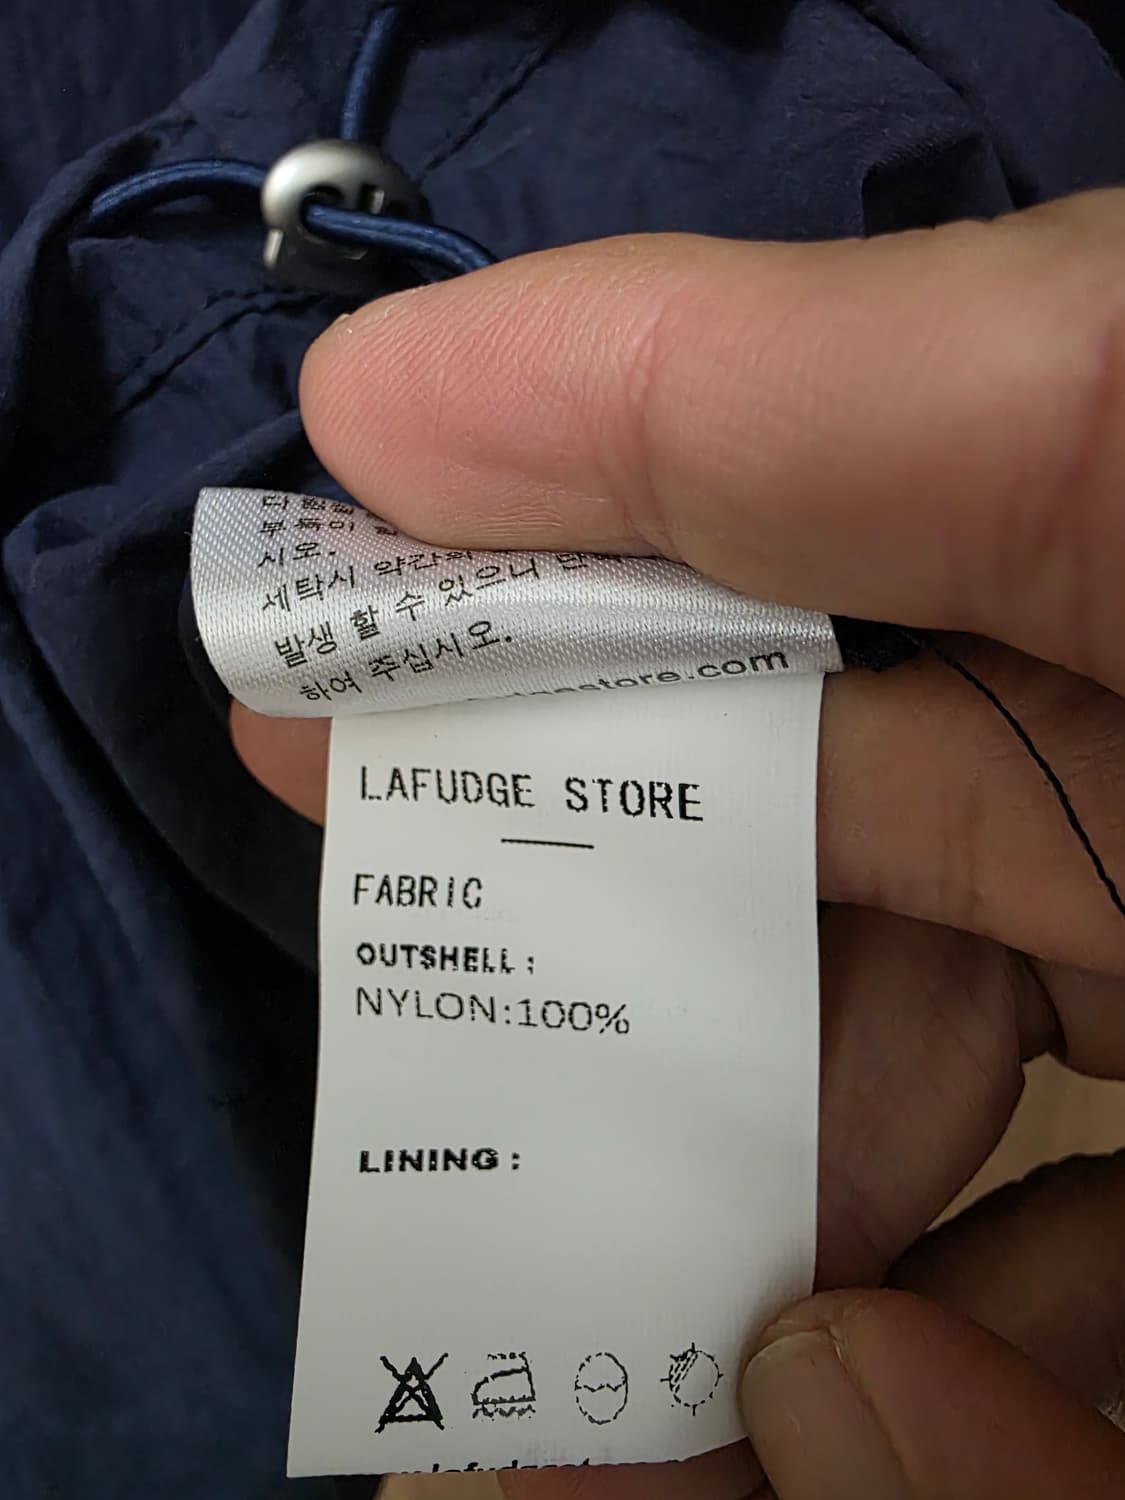 시오.
세탁시 약간의
발생 할 수 있으니
하여 주십시오.
LAFUDGE STORE
FABRIC
OUTSHELL :
NYLON:100%
LINING :